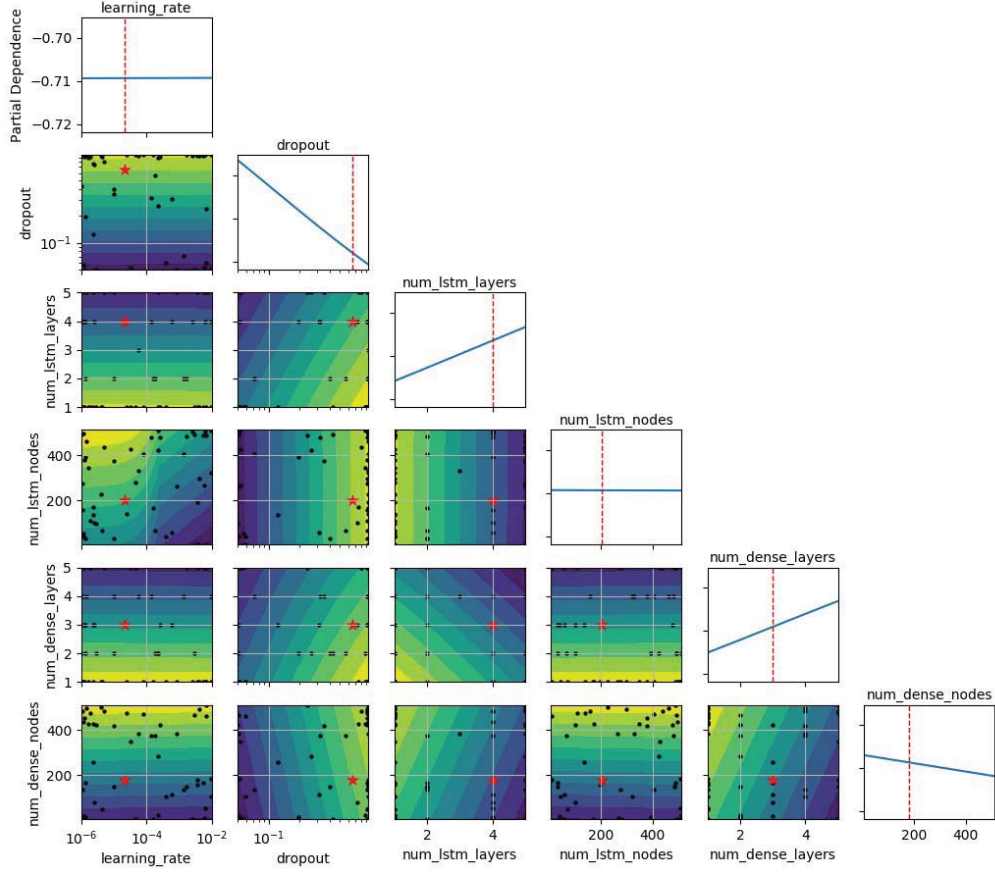 learning_rate
Partial Dependence
−0.70
−0.71
−0.72
dropout
dropout
10⁻¹
num_lstm_layers
num_lstm_layers
5
4
3
2
1
num_lstm_nodes
num_lstm_nodes
400
200
num_dense_layers
num_dense_layers
5
4
3
2
1
num_dense_nodes
num_dense_nodes
400
200
10⁻⁶ 10⁻⁴ 10⁻² 10⁻¹ 2 4 200 400 2 4 200 400
learning_rate dropout num_lstm_layers num_lstm_nodes num_dense_layers